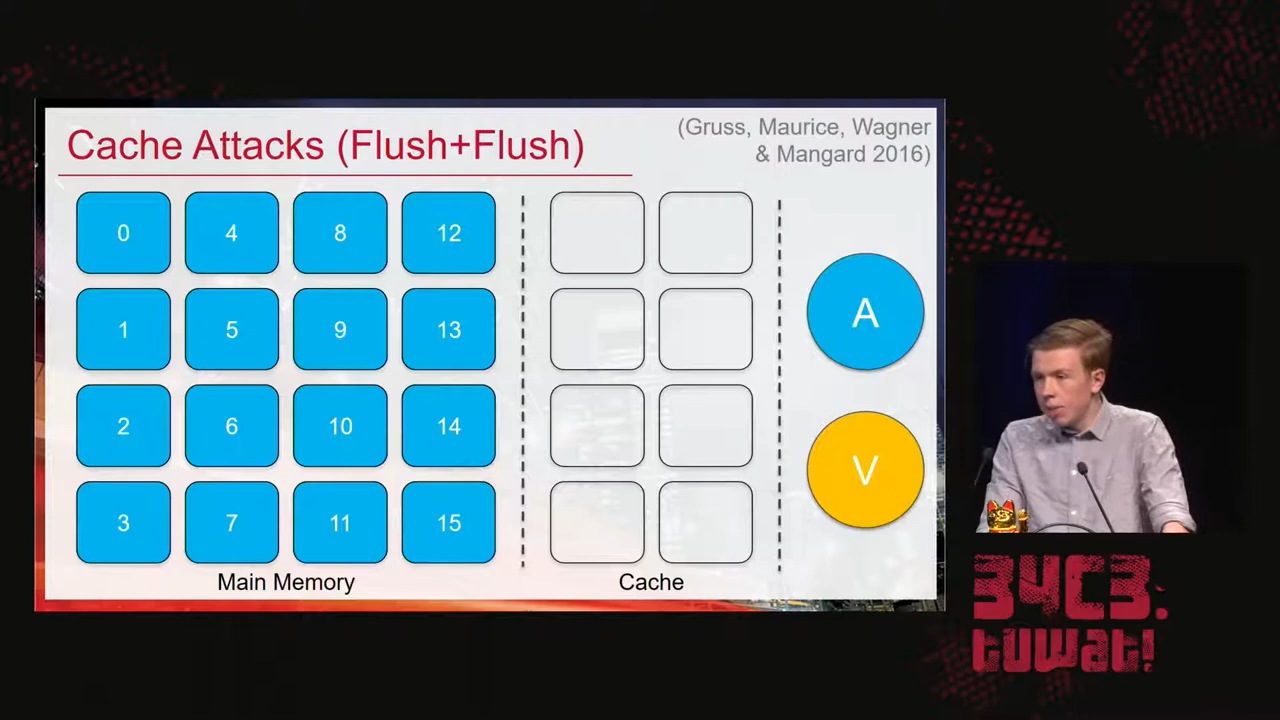 Cache Attacks (Flush+Flush)
(Gruss, Maurice, Wagner
& Mangard 2016)
0 4 8 12
1 5 9 13
2 6 10 14
3 7 11 15
A
V
Main Memory
Cache
34C3.
tuwat!